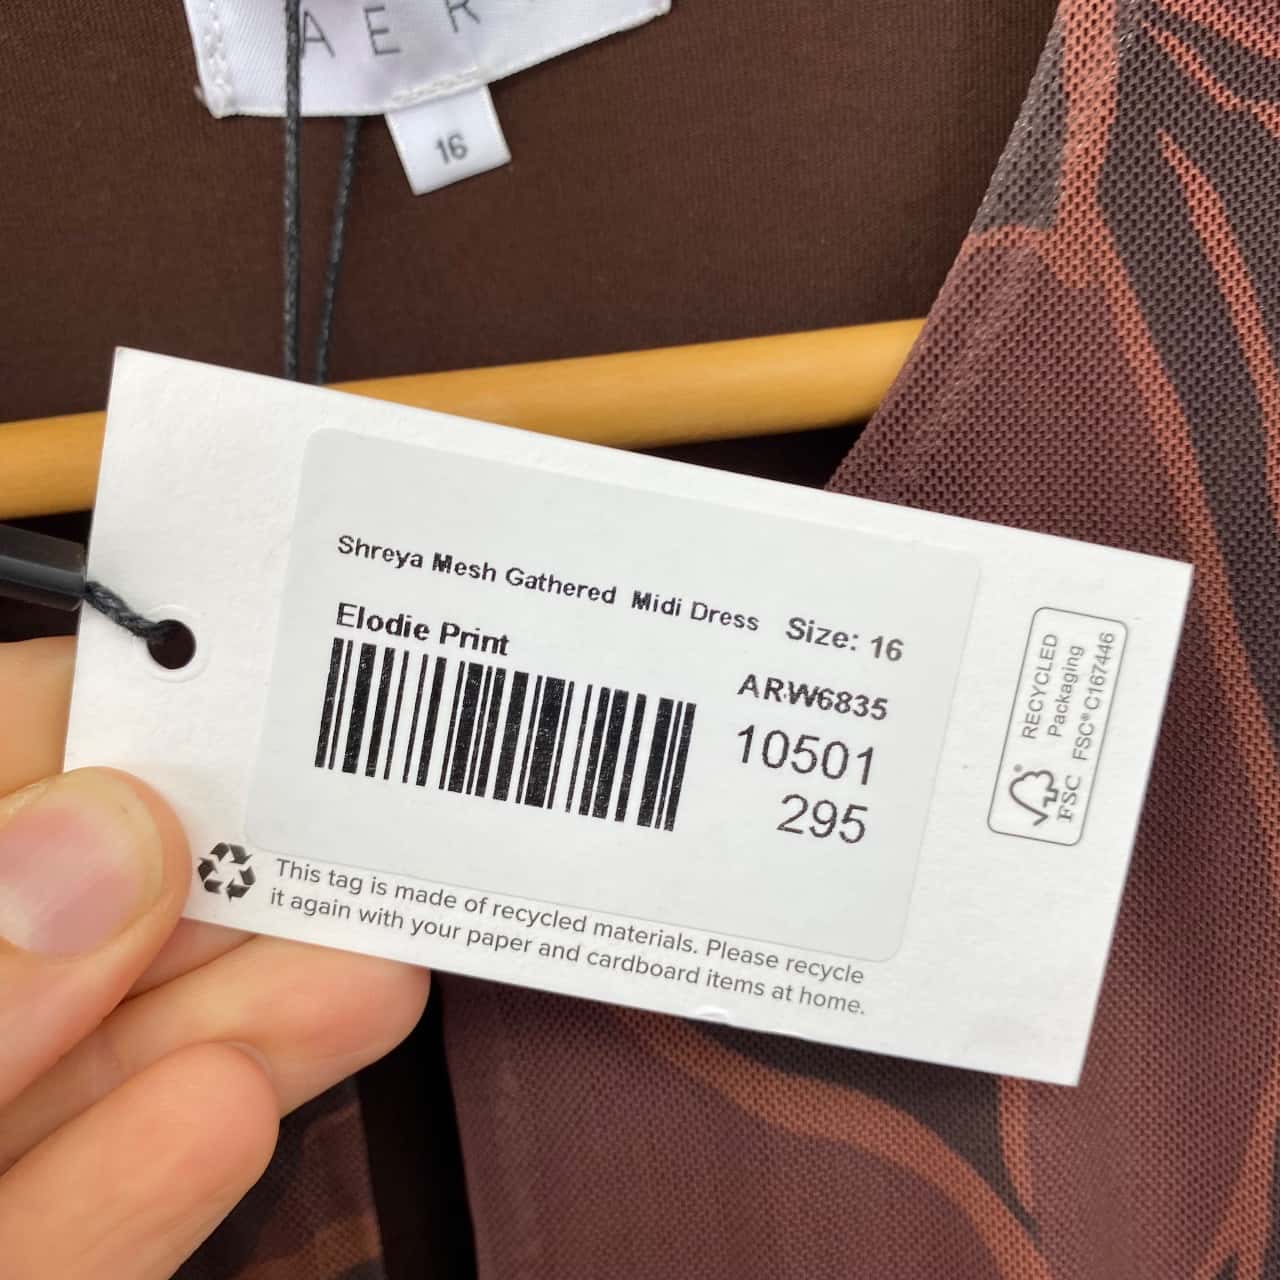 AER
16
Shreya Mesh Gathered Midi Dress Size: 16
Elodie Print
ARW6835
10501
295
RECYCLED
Packaging
FSC® C167446
FSC
This tag is made of recycled materials. Please recycle
it again with your paper and cardboard items at home.